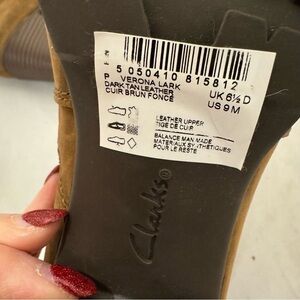 5 050410 815812
P VERONA LARK
DARK TAN LEATHER UK 6½ D
CUIR BRUN FONCÉ US 9 M
LEATHER UPPER
TIGE DE CUIR
BALANCE MAN MADE
MATERIAUX SYNTHETIQUES
POUR LE RESTE
Clarks®